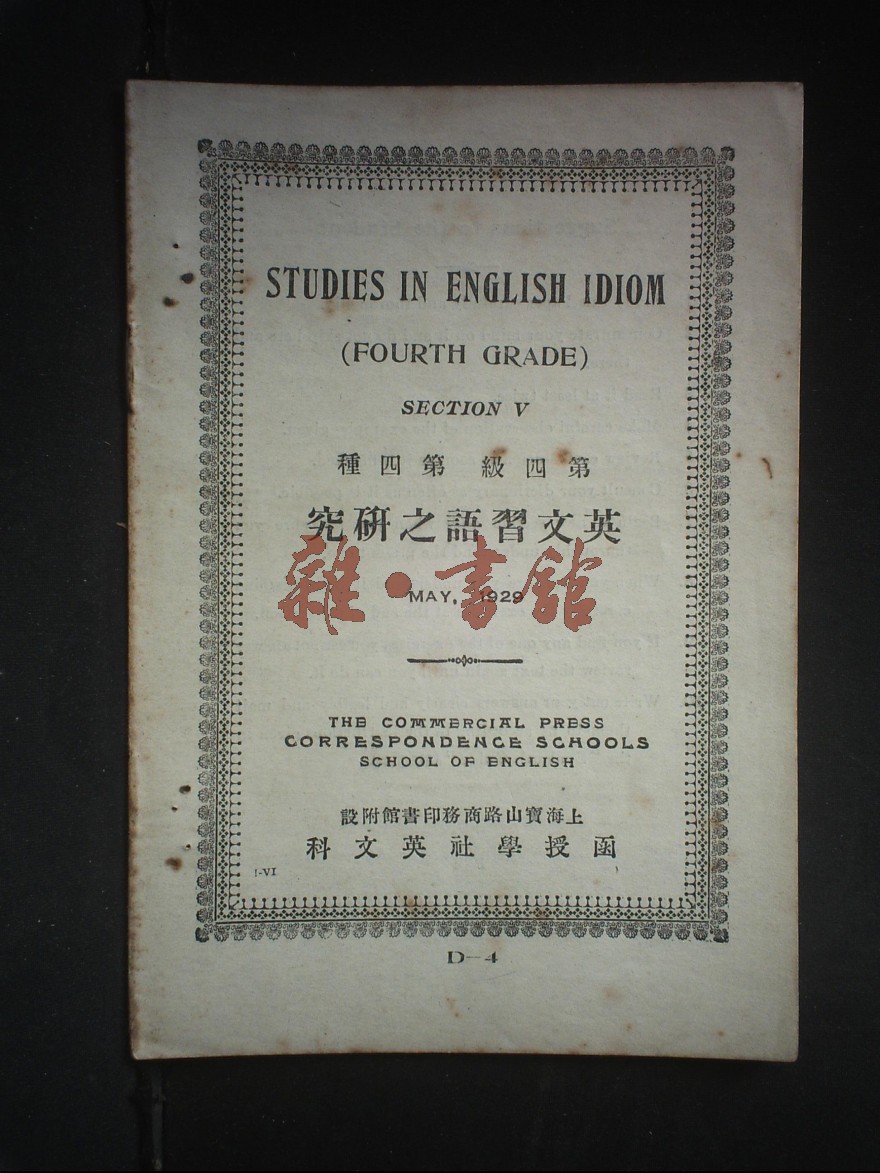 STUDIES IN ENGLISH IDIOM
(FOURTH GRADE)
SECTION V
第四級 第四種
英文習語之研究
雜·書館
MAY, 1929
THE COMMERCIAL PRESS
CORRESPONDENCE SCHOOLS
SCHOOL OF ENGLISH
上海寶山路商務印書館附設
函授學社英文科
D-4